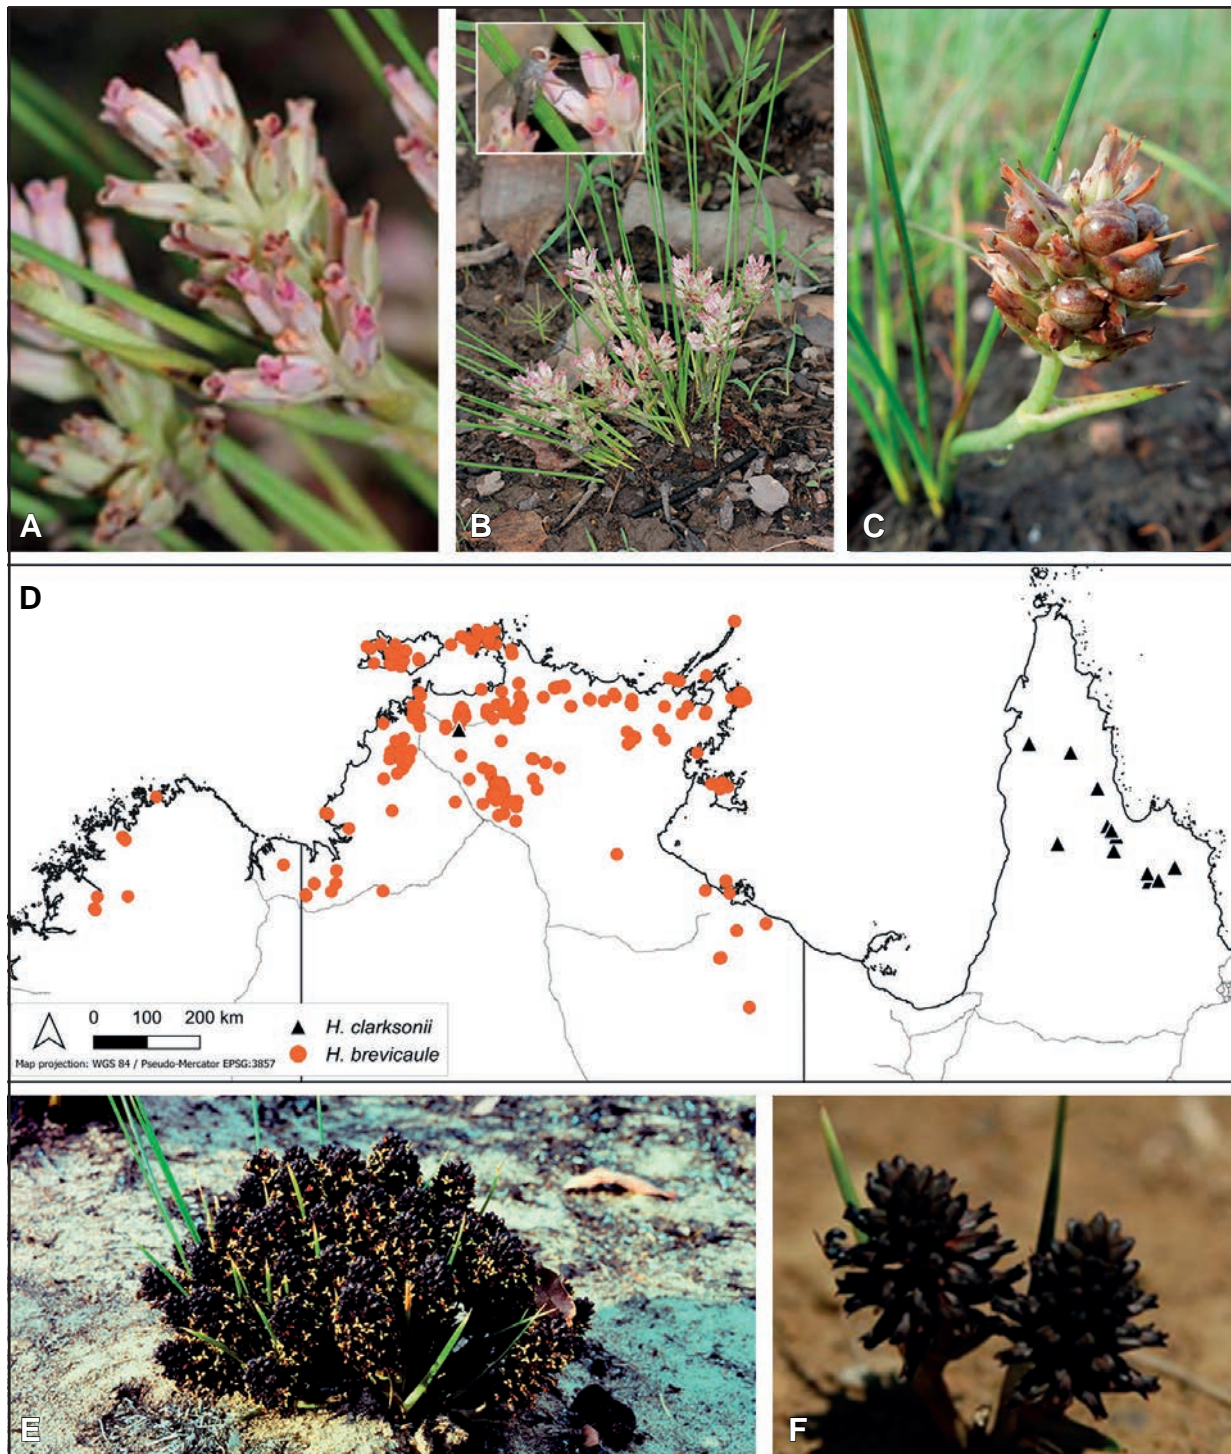 A
B
C
D
0 100 200 km
H. clarksonii
H. brevicaule
Map projection: WGS 84 / Pseudo-Mercator EPSG:3857
E
F